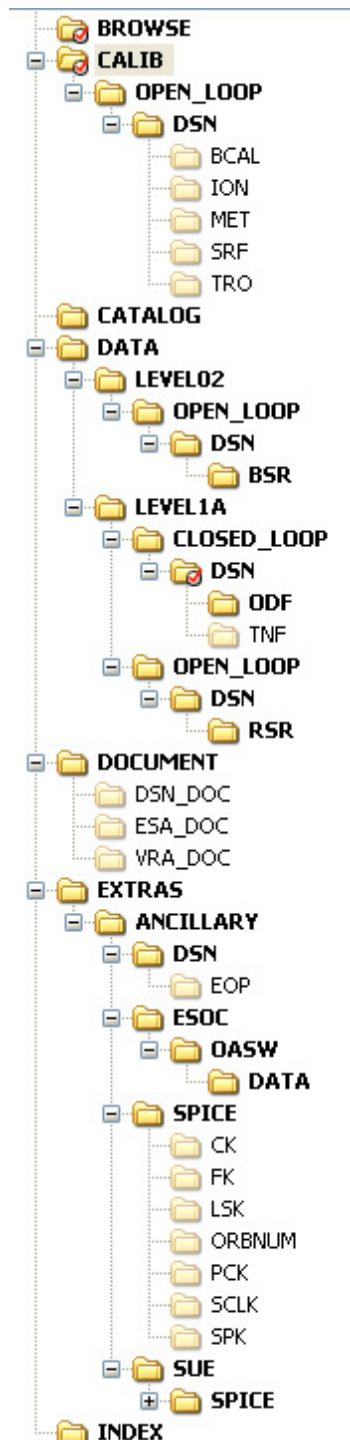 BROWSE
CALIB
OPEN_LOOP
DSN
BCAL
ION
MET
SRF
TRO
CATALOG
DATA
LEVEL02
OPEN_LOOP
DSN
BSR
LEVEL1A
CLOSED_LOOP
DSN
ODF
TNF
OPEN_LOOP
DSN
RSR
DOCUMENT
DSN_DOC
ESA_DOC
VRA_DOC
EXTRAS
ANCILLARY
DSN
EOP
ESOC
OASW
DATA
SPICE
CK
FK
LSK
ORBNUM
PCK
SCLK
SPK
SUE
SPICE
INDEX